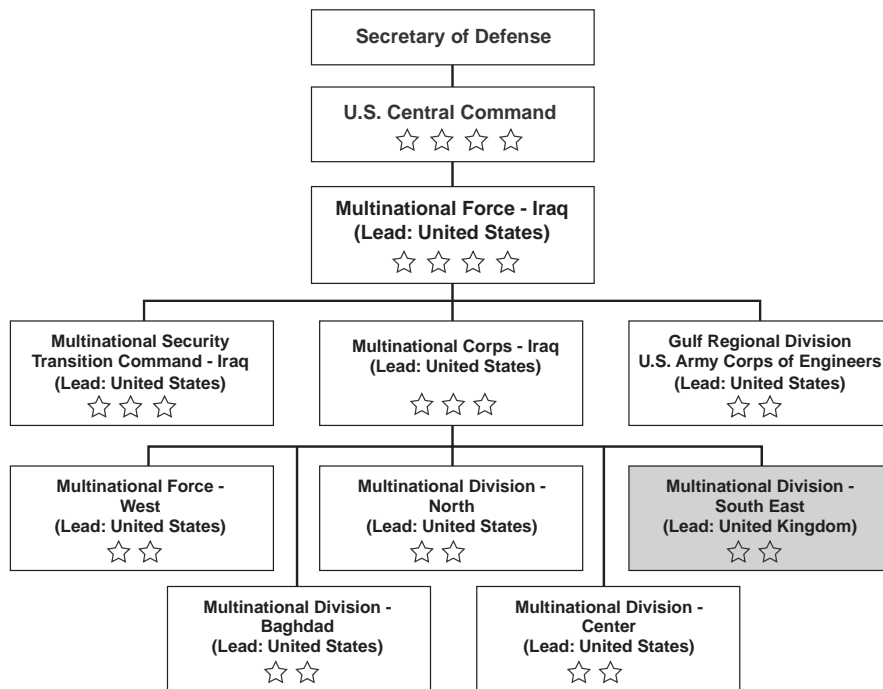 Secretary of Defense
U.S. Central Command
Multinational Force - Iraq
(Lead: United States)
Multinational Security
Transition Command - Iraq
(Lead: United States)
Multinational Corps - Iraq
(Lead: United States)
Gulf Regional Division
U.S. Army Corps of Engineers
(Lead: United States)
Multinational Force -
West
(Lead: United States)
Multinational Division -
North
(Lead: United States)
Multinational Division -
South East
(Lead: United Kingdom)
Multinational Division -
Baghdad
(Lead: United States)
Multinational Division -
Center
(Lead: United States)